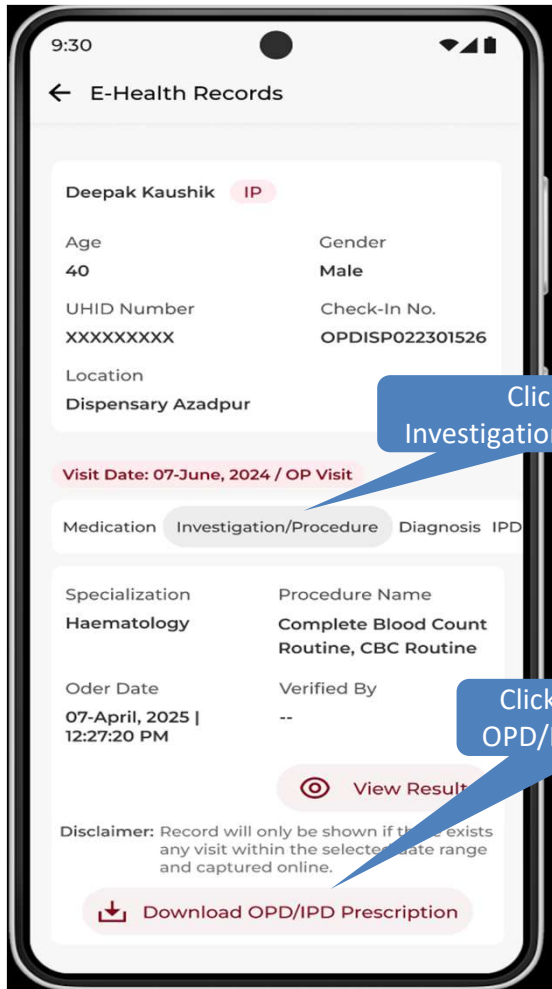 9:30
E-Health Records
Deepak Kaushik IP
Age Gender
40 Male
UHID Number Check-In No.
XXXXXXXXX OPDISP022301526
Location
Dispensary Azadpur
Clic
Investigation
Visit Date: 07-June, 2024 / OP Visit
Medication Investigation/Procedure Diagnosis IPD
Specialization Procedure Name
Haematology Complete Blood Count
Routine, CBC Routine
Oder Date Verified By
07-April, 2025 | --
12:27:20 PM
Click
OPD/I
View Result
Disclaimer: Record will only be shown if there exists
any visit within the selected date range
and captured online.
Download OPD/IPD Prescription